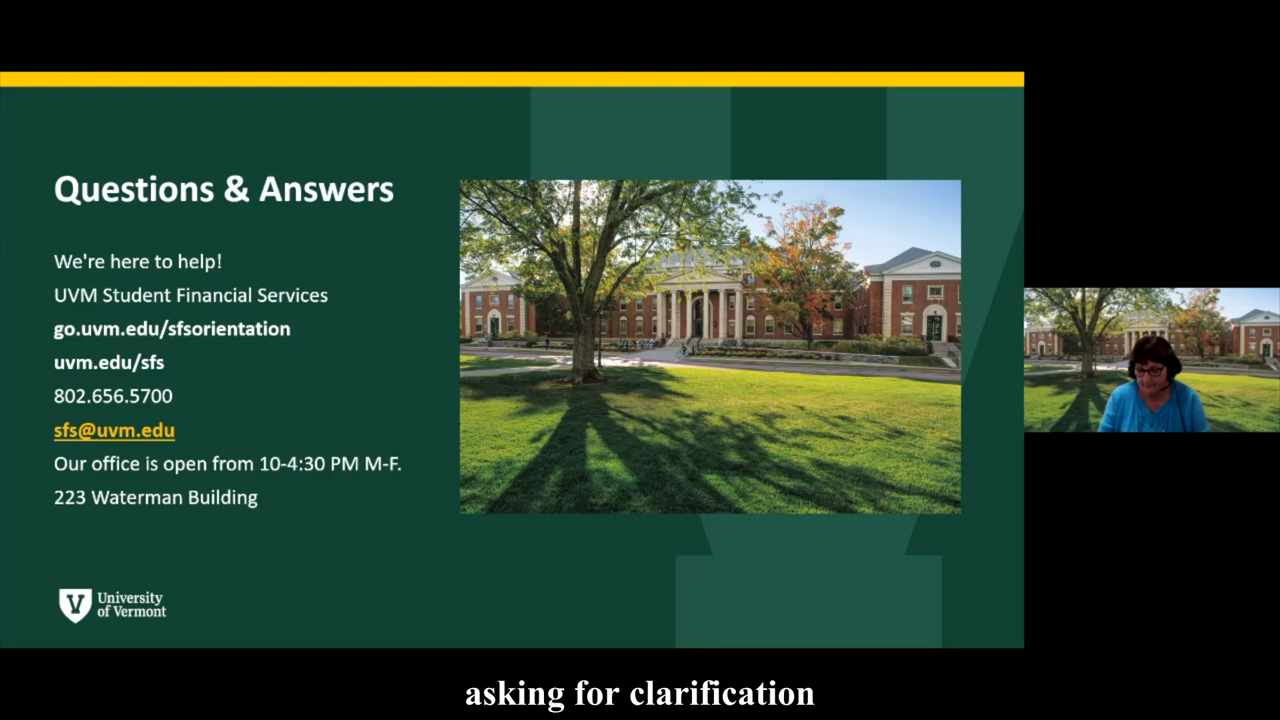 Questions & Answers
We're here to help!
UVM Student Financial Services
go.uvm.edu/sfsorientation
uvm.edu/sfs
802.656.5700
sfs@uvm.edu
Our office is open from 10-4:30 PM M-F.
223 Waterman Building
V University
of Vermont
asking for clarification